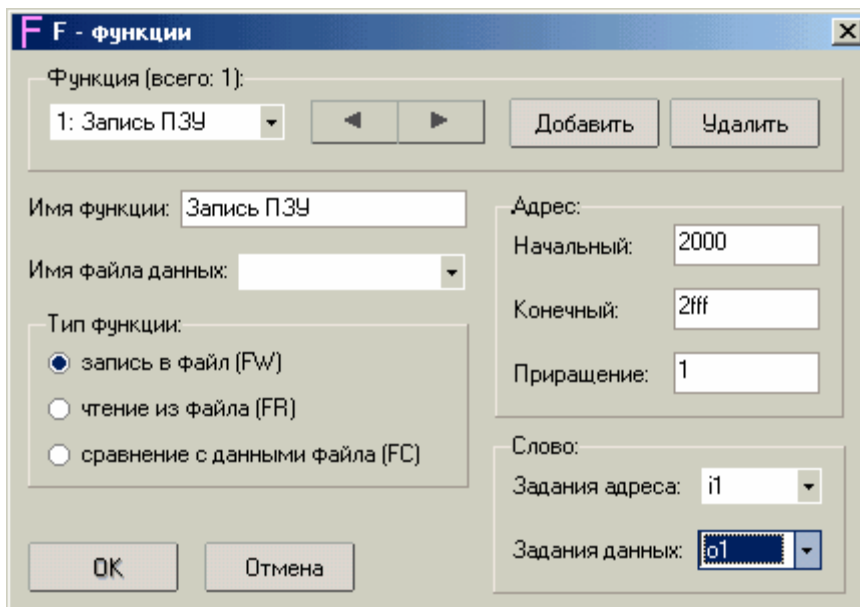 F F - функции
Функция (всего: 1):
1: Запись ПЗУ
Добавить
Удалить
Имя функции: Запись ПЗУ
Имя файла данных:
Тип функции:
запись в файл (FW)
чтение из файла (FR)
сравнение с данными файла (FC)
Адрес:
Начальный: 2000
Конечный: 2fff
Приращение: 1
Слово:
Задания адреса: i1
Задания данных: o1
OK
Отмена